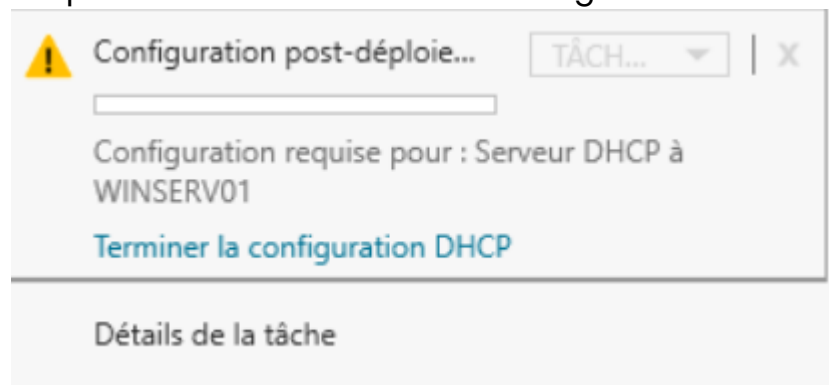 Configuration post-déploie...
TÂCH...
X
Configuration requise pour : Serveur DHCP à
WINSERV01
Terminer la configuration DHCP
Détails de la tâche